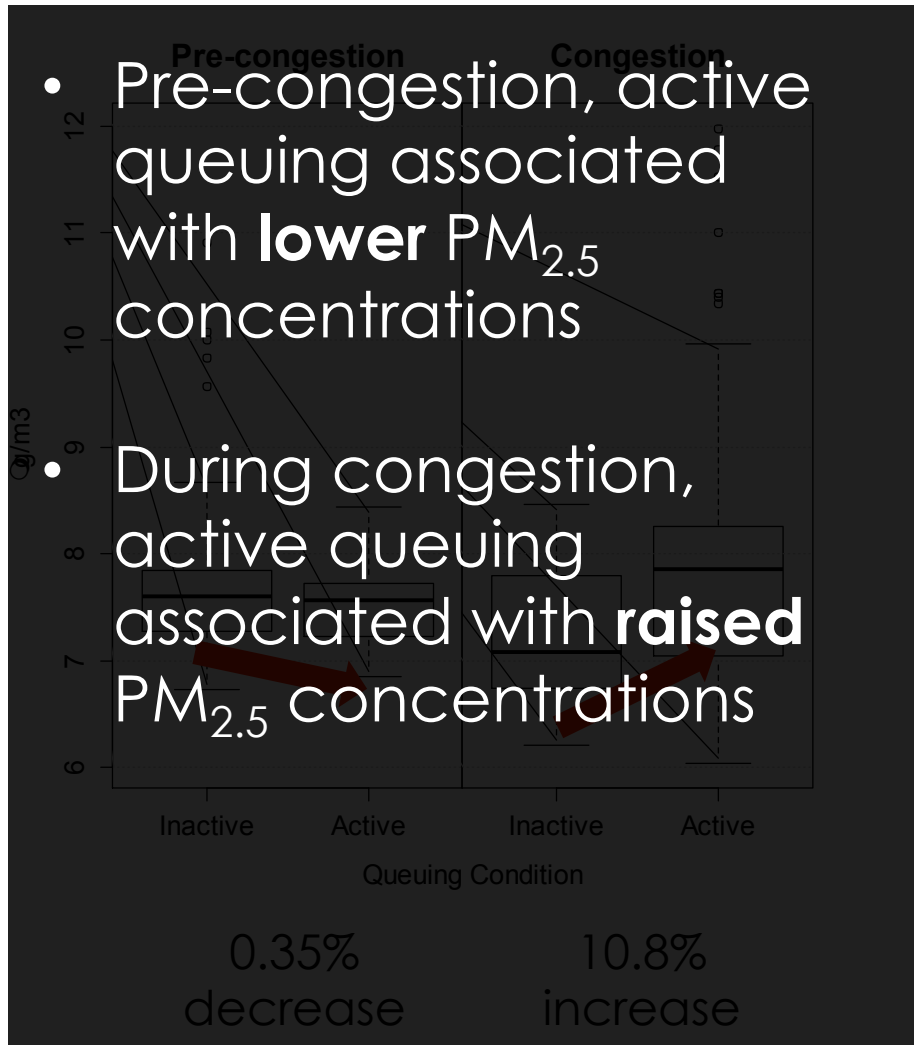 Pre-congestion Congestion
• Pre-congestion, active
queuing associated
with lower PM2.5
concentrations
• During congestion,
active queuing
associated with raised
PM2.5 concentrations
12
11
10
9
8
7
6
g/m3
Inactive Active Inactive Active
Queuing Condition
0.35% 10.8%
decrease increase